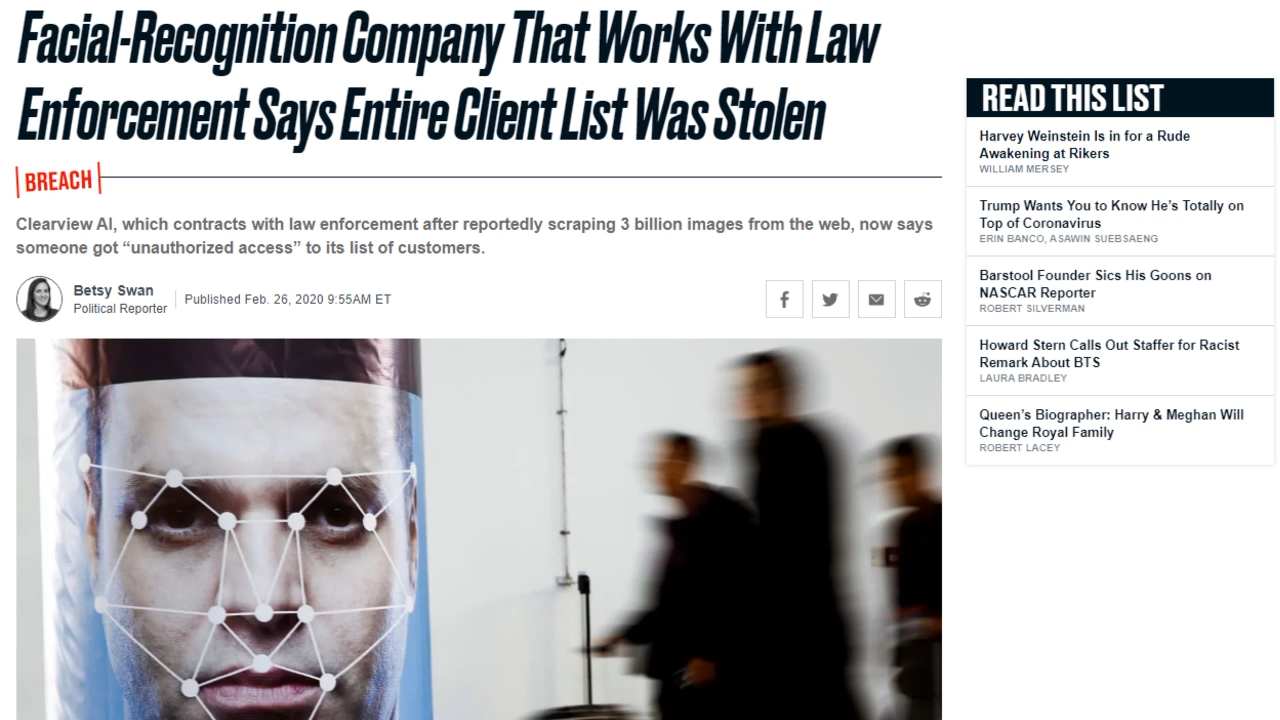 Facial-Recognition Company That Works With Law
Enforcement Says Entire Client List Was Stolen
BREACH
Clearview AI, which contracts with law enforcement after reportedly scraping 3 billion images from the web, now says
someone got “unauthorized access” to its list of customers.
Betsy Swan
Political Reporter
Published Feb. 26, 2020 9:55AM ET
READ THIS LIST
Harvey Weinstein Is in for a Rude
Awakening at Rikers
WILLIAM MERSEY
Trump Wants You to Know He’s Totally on
Top of Coronavirus
ERIN BANCO, ASAWIN SUEBSAENG
Barstool Founder Sics His Goons on
NASCAR Reporter
ROBERT SILVERMAN
Howard Stern Calls Out Staffer for Racist
Remark About BTS
LAURA BRADLEY
Queen’s Biographer: Harry & Meghan Will
Change Royal Family
ROBERT LACEY